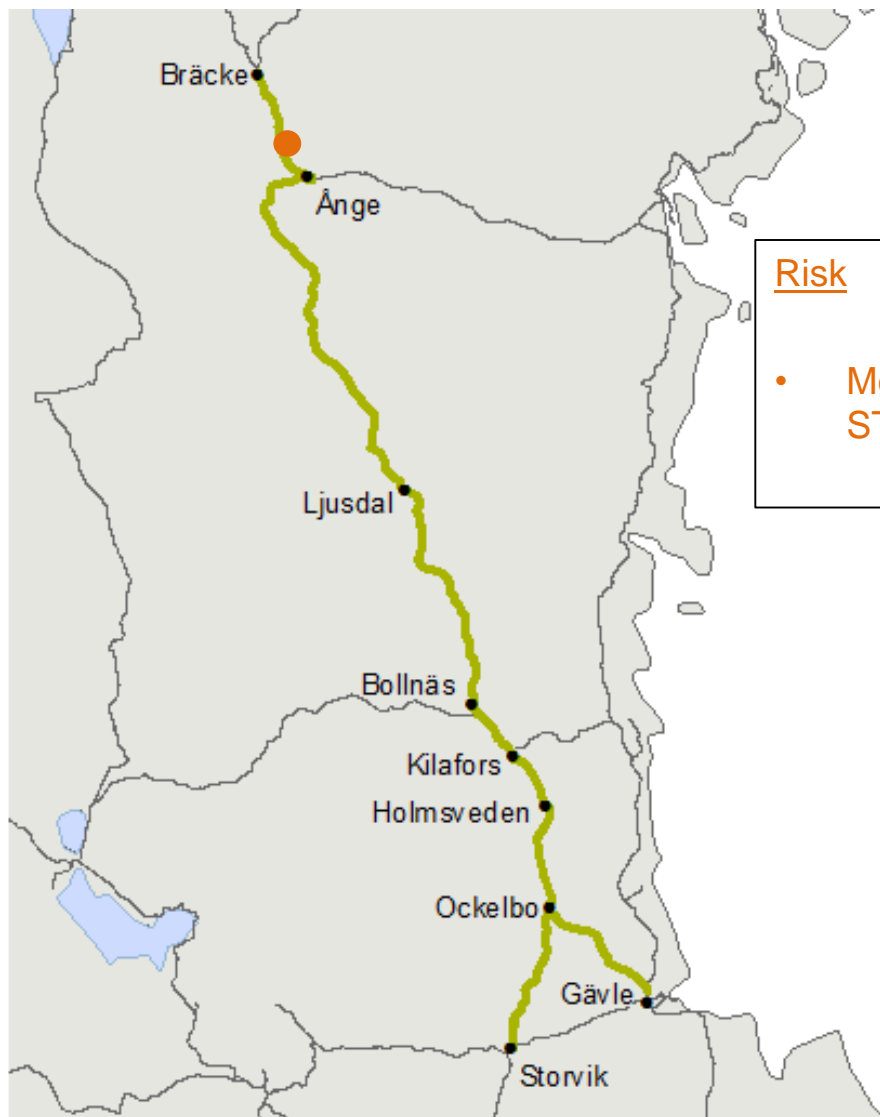 Bräcke
Ånge
Risk
•
Ljusdal
Bollnäs
Kilafors
Holmsveden
Ockelbo
Gävle
Storvik